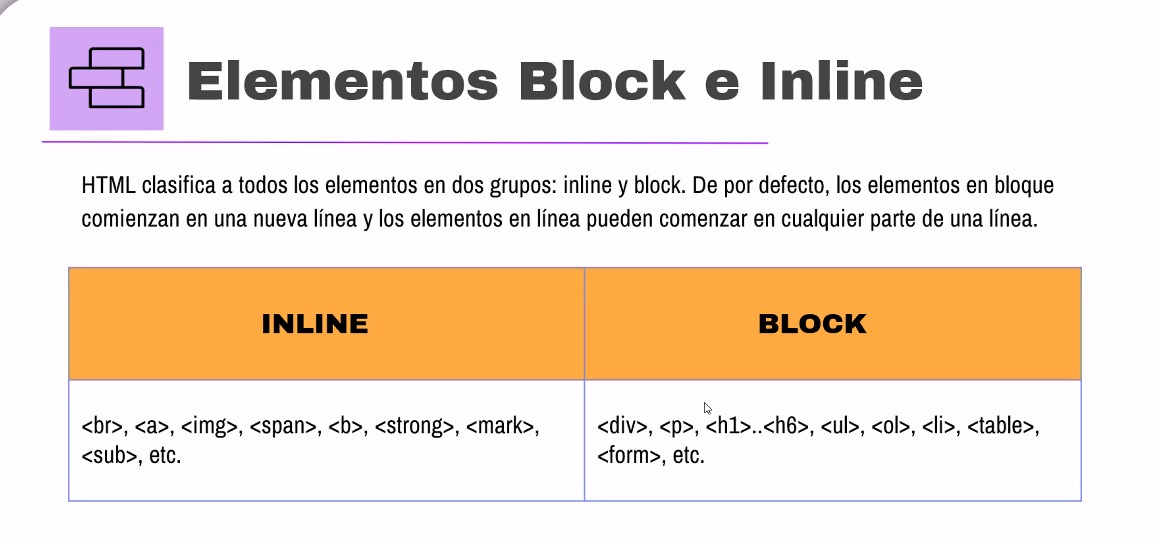 Elementos Block e Inline
HTML clasifica a todos los elementos en dos grupos: inline y block. De por defecto, los elementos en bloque
comienzan en una nueva línea y los elementos en línea pueden comenzar en cualquier parte de una línea.
INLINE
BLOCK
<br>, <a>, <img>, <span>, <b>, <strong>, <mark>,
<sub>, etc.
<div>, <p>, <h1>..<h6>, <ul>, <ol>, <li>, <table>,
<form>, etc.